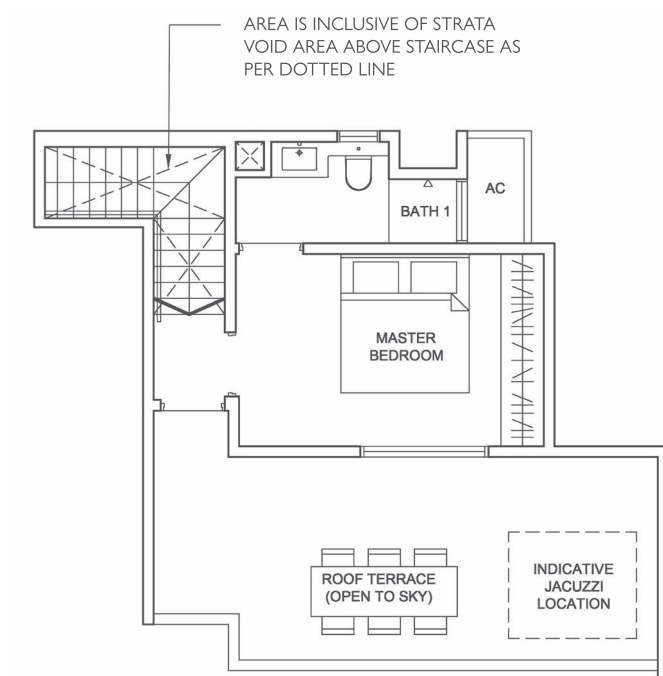 AREA IS INCLUSIVE OF STRATA
VOID AREA ABOVE STAIRCASE AS
PER DOTTED LINE
AC
BATH 1
MASTER
BEDROOM
ROOF TERRACE
(OPEN TO SKY)
INDICATIVE
JACUZZI
LOCATION